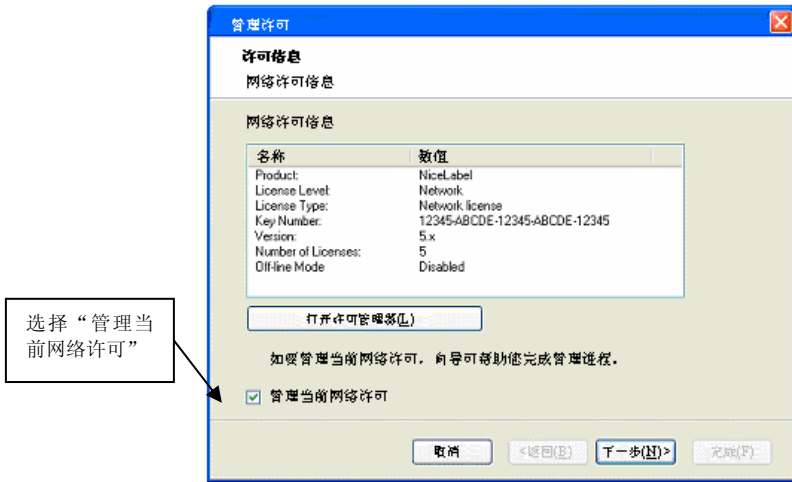 管理许可
许可信息
网络许可信息
网络许可信息
名称 数值
Product: NiceLabel
License Level: Network
License Type: Network license
Key Number: 12345-ABCDE-12345-ABCDE-12345
Version: 5.x
Number of Licenses: 5
Off-line Mode Disabled
打开许可管理器(L)
选择“管理当
前网络许可”
如要管理当前网络许可，向导可帮助您完成管理进程.
管理当前网络许可
取消 <返回(B) 下一步(N)> 完成(F)